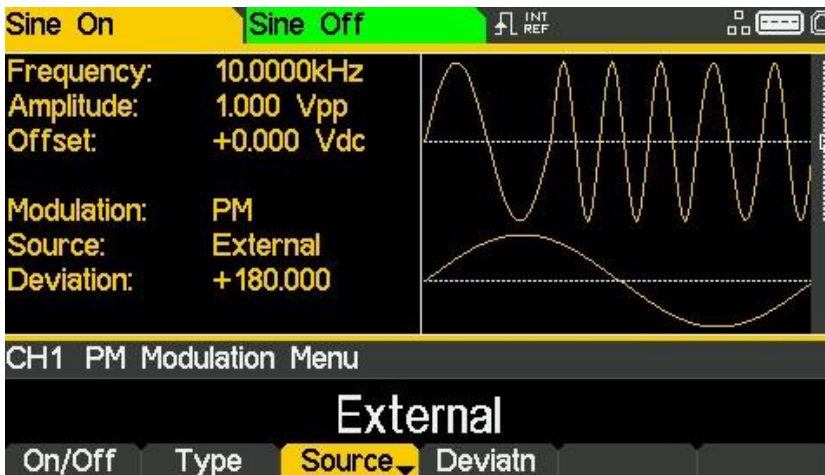 Sine On Sine Off INT
REF
Frequency: 10.0000kHz
Amplitude: 1.000 Vpp
Offset: +0.000 Vdc
Modulation: PM
Source: External
Deviation: +180.000
CH1 PM Modulation Menu
External
On/Off Type Source Deviatn